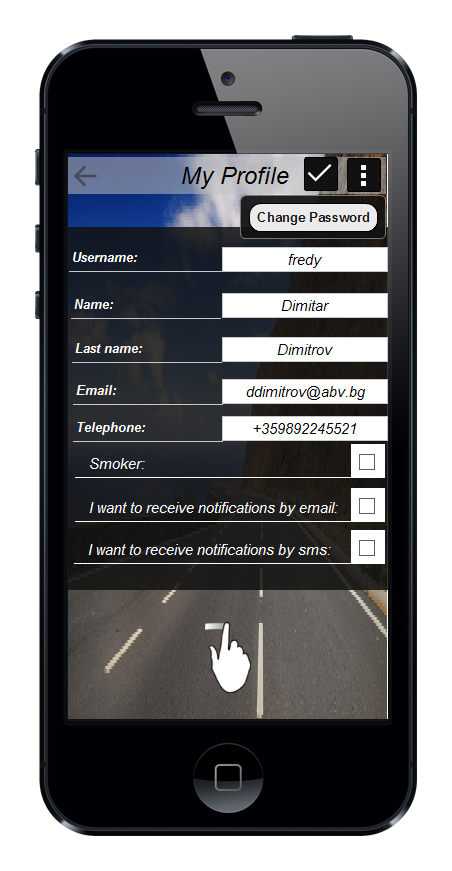 My Profile
Change Password
Username: fredy
Name: Dimitar
Last name: Dimitrov
Email: ddimitrov@abv.bg
Telephone: +359892245521
Smoker:
I want to receive notifications by email:
I want to receive notifications by sms: